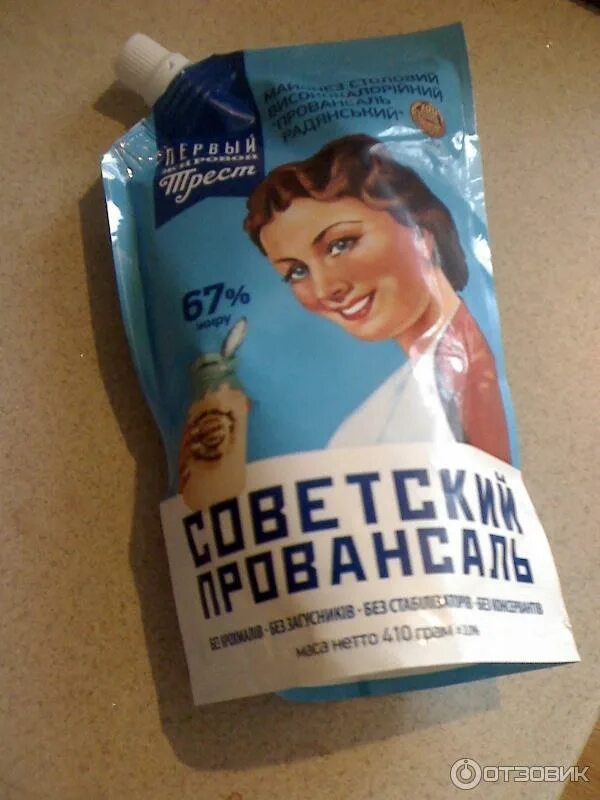 ПЕРВЫЙ
ЖИРОВОЙ
Трест
МАЙОНЕЗ СТОЛОВИЙ
ВИСОКОКАЛОРІЙНИЙ
"ПРОВАНСАЛЬ
РАДЯНСЬКИЙ"
67%
жиру
СОВЕТСКИЙ
ПРОВАНСАЛЬ
БЕЗ КРОХМАЛІВ · БЕЗ ЗАГУСНИКІВ · БЕЗ СТАБІЛІЗАТОРІВ · БЕЗ КОНСЕРВАНТІВ
маса нетто 410 грам
ОТЗОВИК